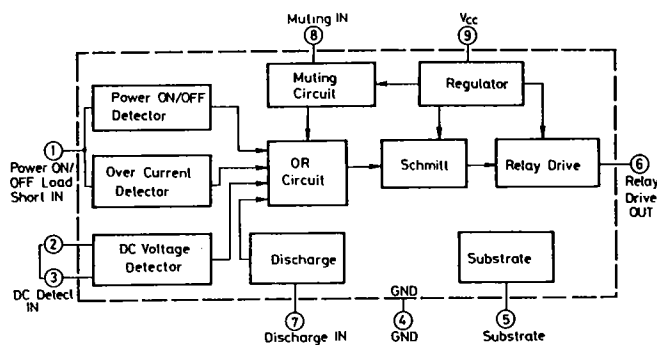 Muting IN
8
Vcc
9
Muting
Circuit
Regulator
Power ON/OFF
Detector
1
Power ON/
OFF Load
Short IN
Over Current
Detector
OR
Circuit
Schmitt
Relay Drive
6
Relay
Drive
OUT
2
3
DC Detect
IN
DC Voltage
Detector
Discharge
Substrate
GND
7
Discharge IN
4
GND
5
Substrate